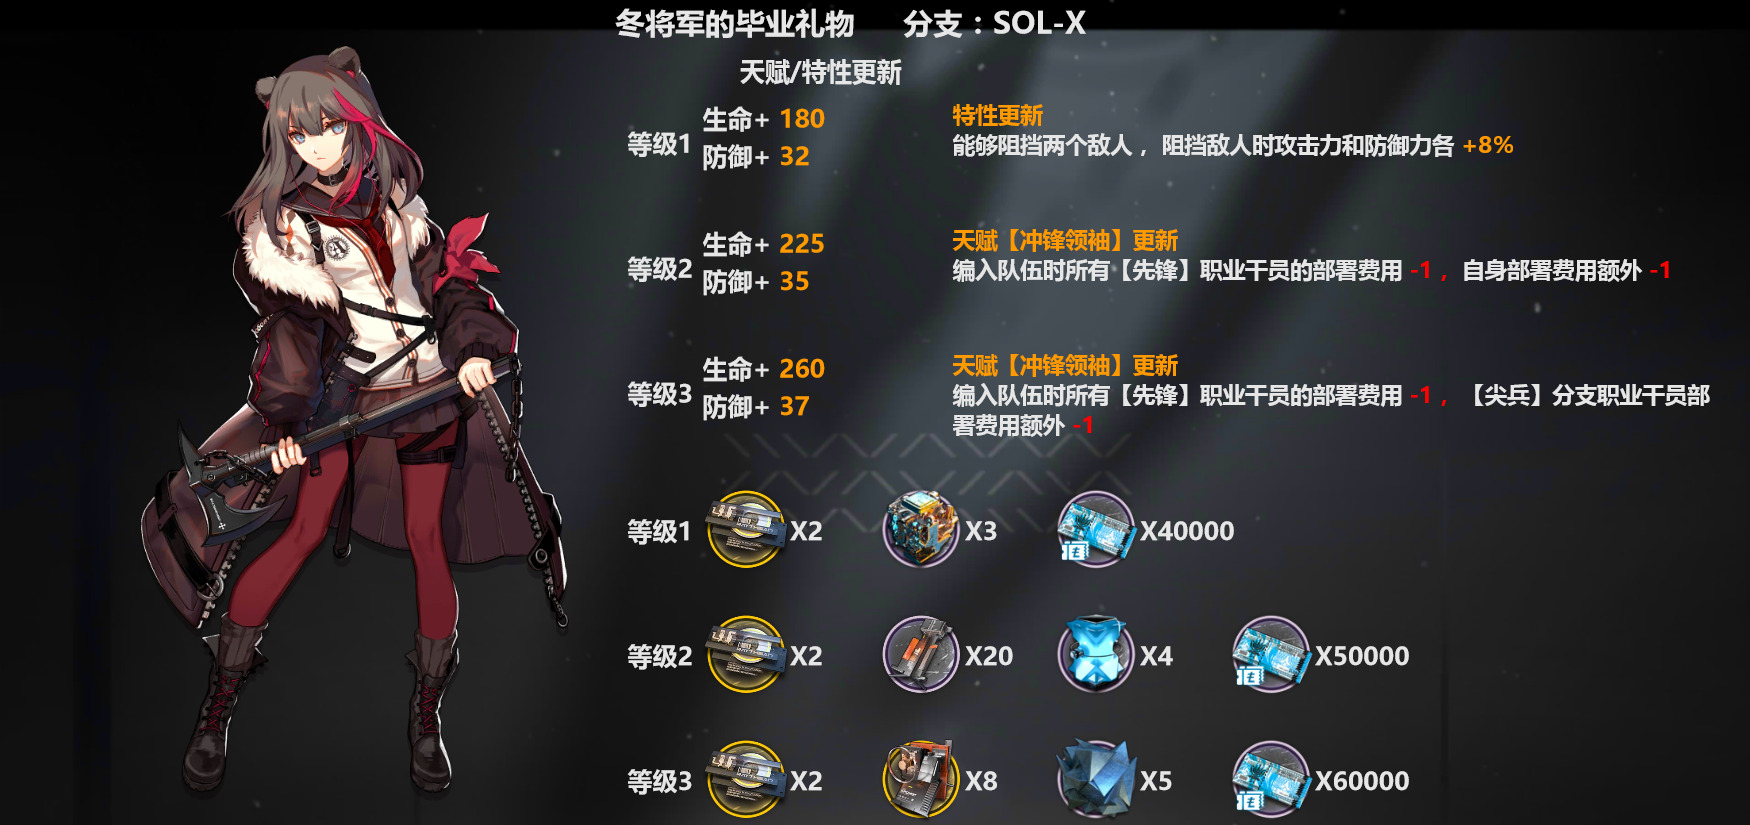 冬将军的毕业礼物 分支：SOL-X
天赋/特性更新
等级1
生命+ 180
防御+ 32
特性更新
能够阻挡两个敌人，阻挡敌人时攻击力和防御力各 +8%
等级2
生命+ 225
防御+ 35
天赋【冲锋领袖】更新
编入队伍时所有【先锋】职业干员的部署费用 -1，自身部署费用额外 -1
等级3
生命+ 260
防御+ 37
天赋【冲锋领袖】更新
编入队伍时所有【先锋】职业干员的部署费用 -1，【尖兵】分支职业干员部
署费用额外 -1
等级1 X2 X3 X40000
等级2 X2 X20 X4 X50000
等级3 X2 X8 X5 X60000